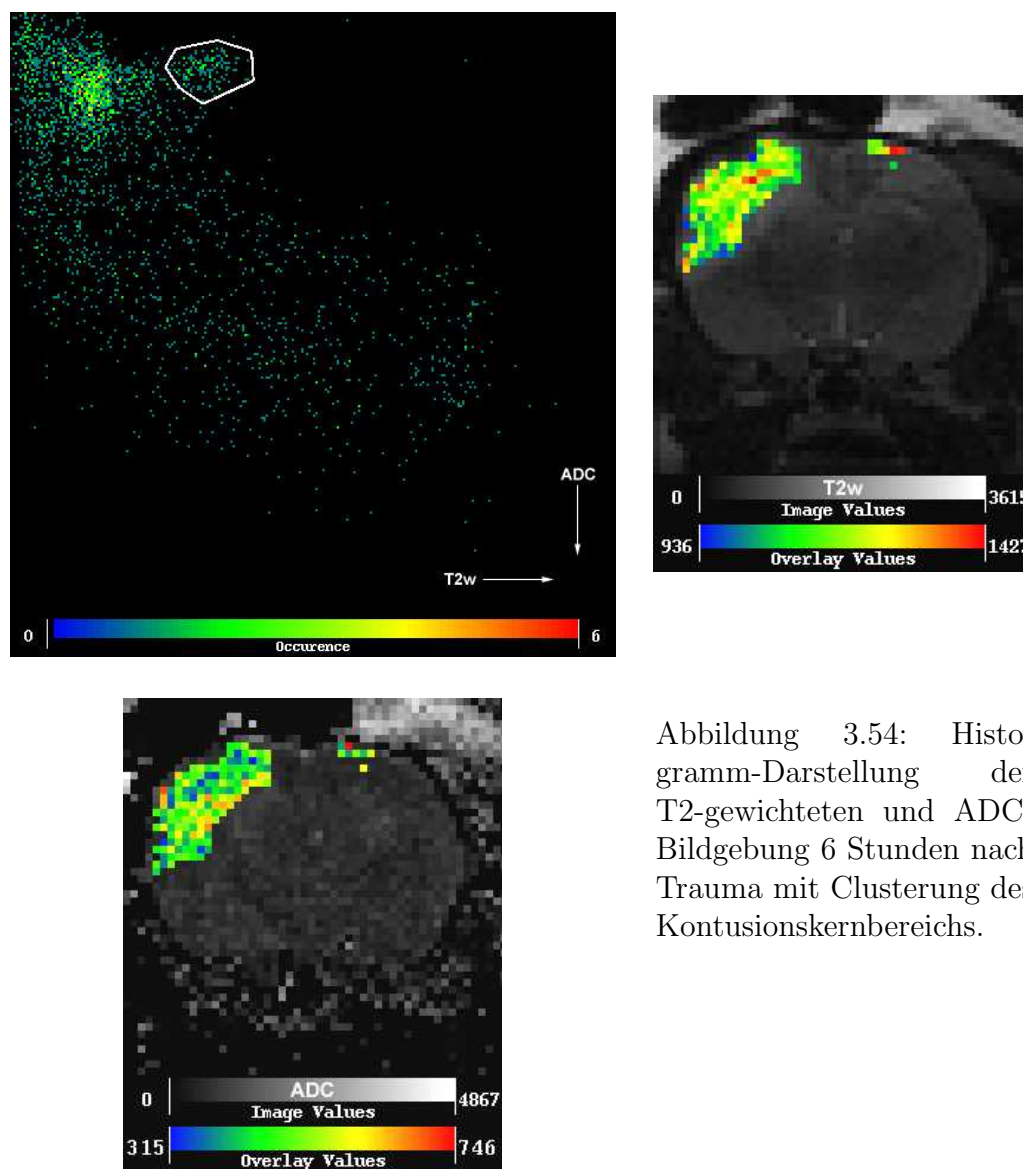 ADC
T2w
0 6
Occurence
T2w
0 3615
Image Values
936 1427
Overlay Values
ADC
0 4867
Image Values
315 746
Overlay Values
Abbildung 3.54: Histo
gramm-Darstellung der
T2-gewichteten und ADC
Bildgebung 6 Stunden nach
Trauma mit Clusterung des
Kontusionskernbereichs.